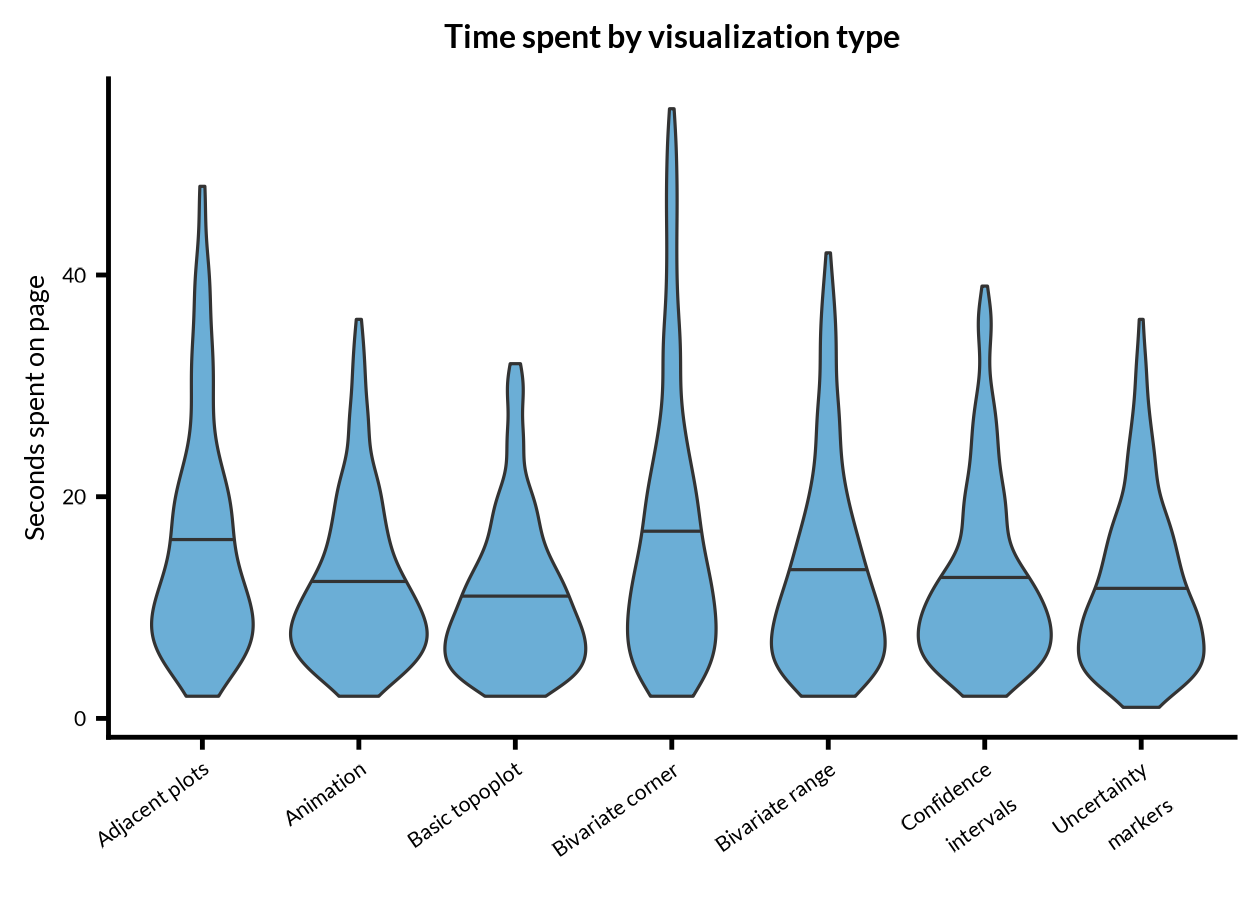 Time spent by visualization type
Seconds spent on page
40
20
0
Adjacent plots
Animation
Basic topoplot
Bivariate corner
Bivariate range
Confidence
intervals
Uncertainty
markers